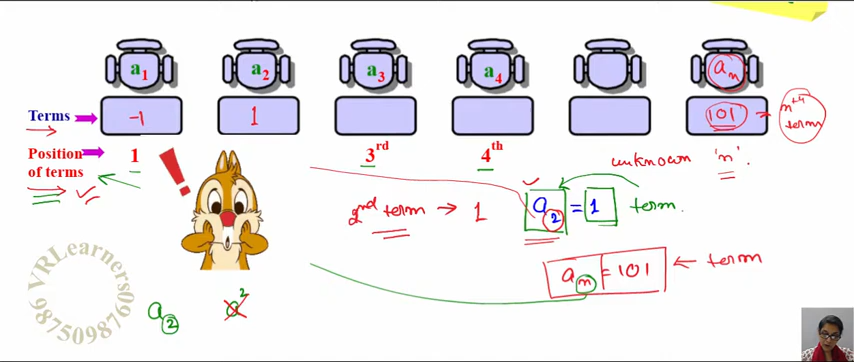 a1 a2 a3 a4 an
Terms -1 1 101 = nth term
Position of terms 1 3rd 4th
unknown 'n'.
2nd term → 1 a2 = 1 term.
an = 101 ← term
VRLearners
9875098760
a2 a²